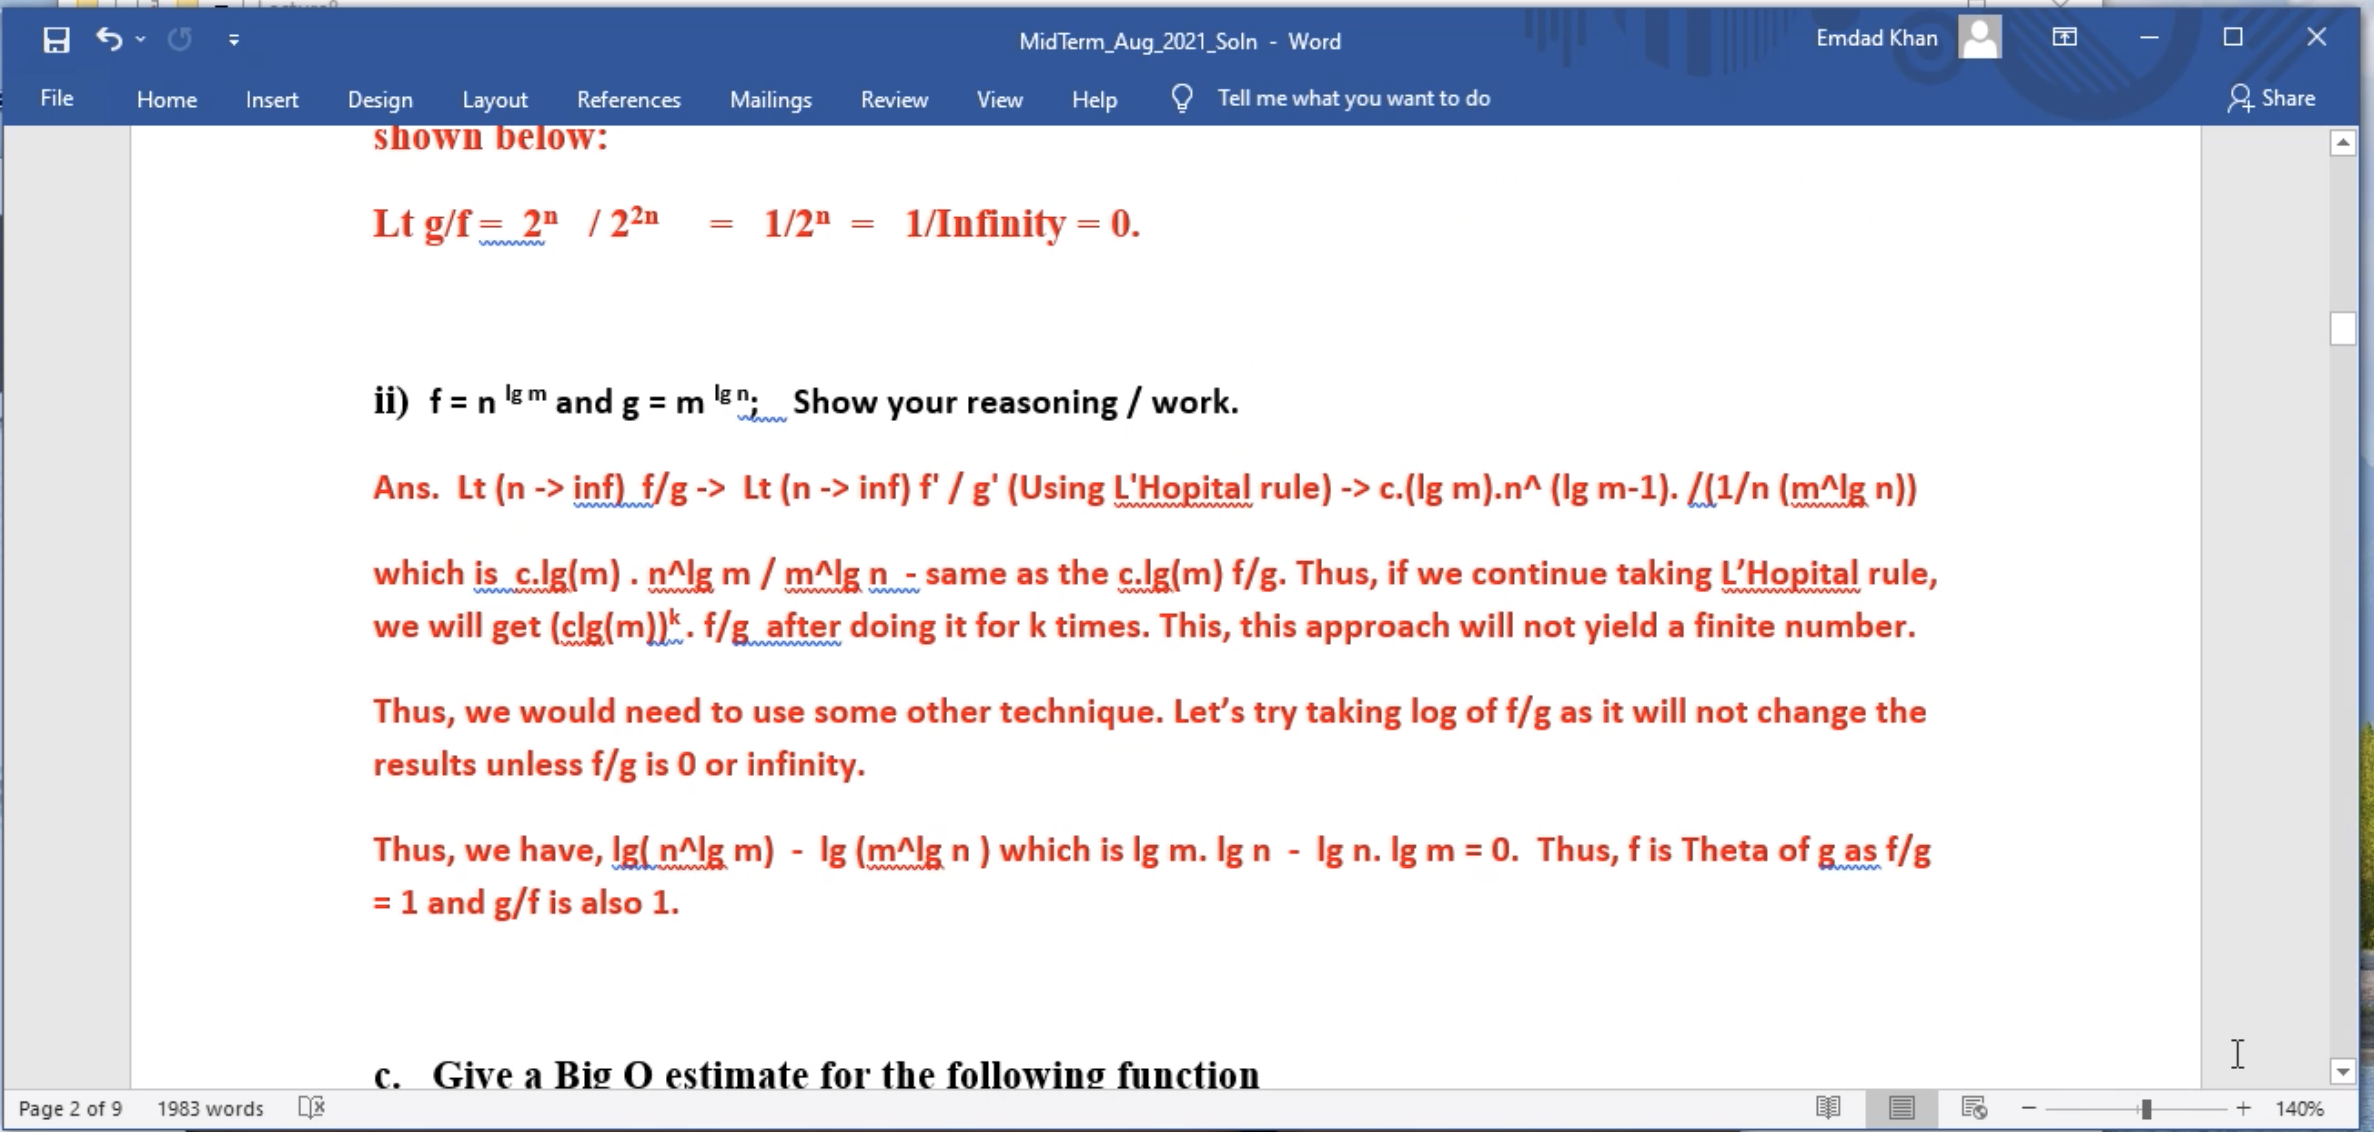 MidTerm_Aug_2021_Soln - Word
Emdad Khan
File Home Insert Design Layout References Mailings Review View Help Tell me what you want to do Share
shown below:
Lt g/f = 2ⁿ / 2²ⁿ = 1/2ⁿ = 1/Infinity = 0.
ii) f = n ^lg m and g = m ^lg n; Show your reasoning / work.
Ans. Lt (n -> inf) f/g -> Lt (n -> inf) f' / g' (Using L'Hopital rule) -> c.(lg m).n^ (lg m-1). /(1/n (m^lg n))
which is c.lg(m) . n^lg m / m^lg n - same as the c.lg(m) f/g. Thus, if we continue taking L’Hopital rule,
we will get (clg(m))ᵏ. f/g after doing it for k times. This, this approach will not yield a finite number.
Thus, we would need to use some other technique. Let’s try taking log of f/g as it will not change the
results unless f/g is 0 or infinity.
Thus, we have, lg( n^lg m) - lg (m^lg n ) which is lg m. lg n - lg n. lg m = 0. Thus, f is Theta of g as f/g
= 1 and g/f is also 1.
c. Give a Big O estimate for the following function
Page 2 of 9 1983 words 140%